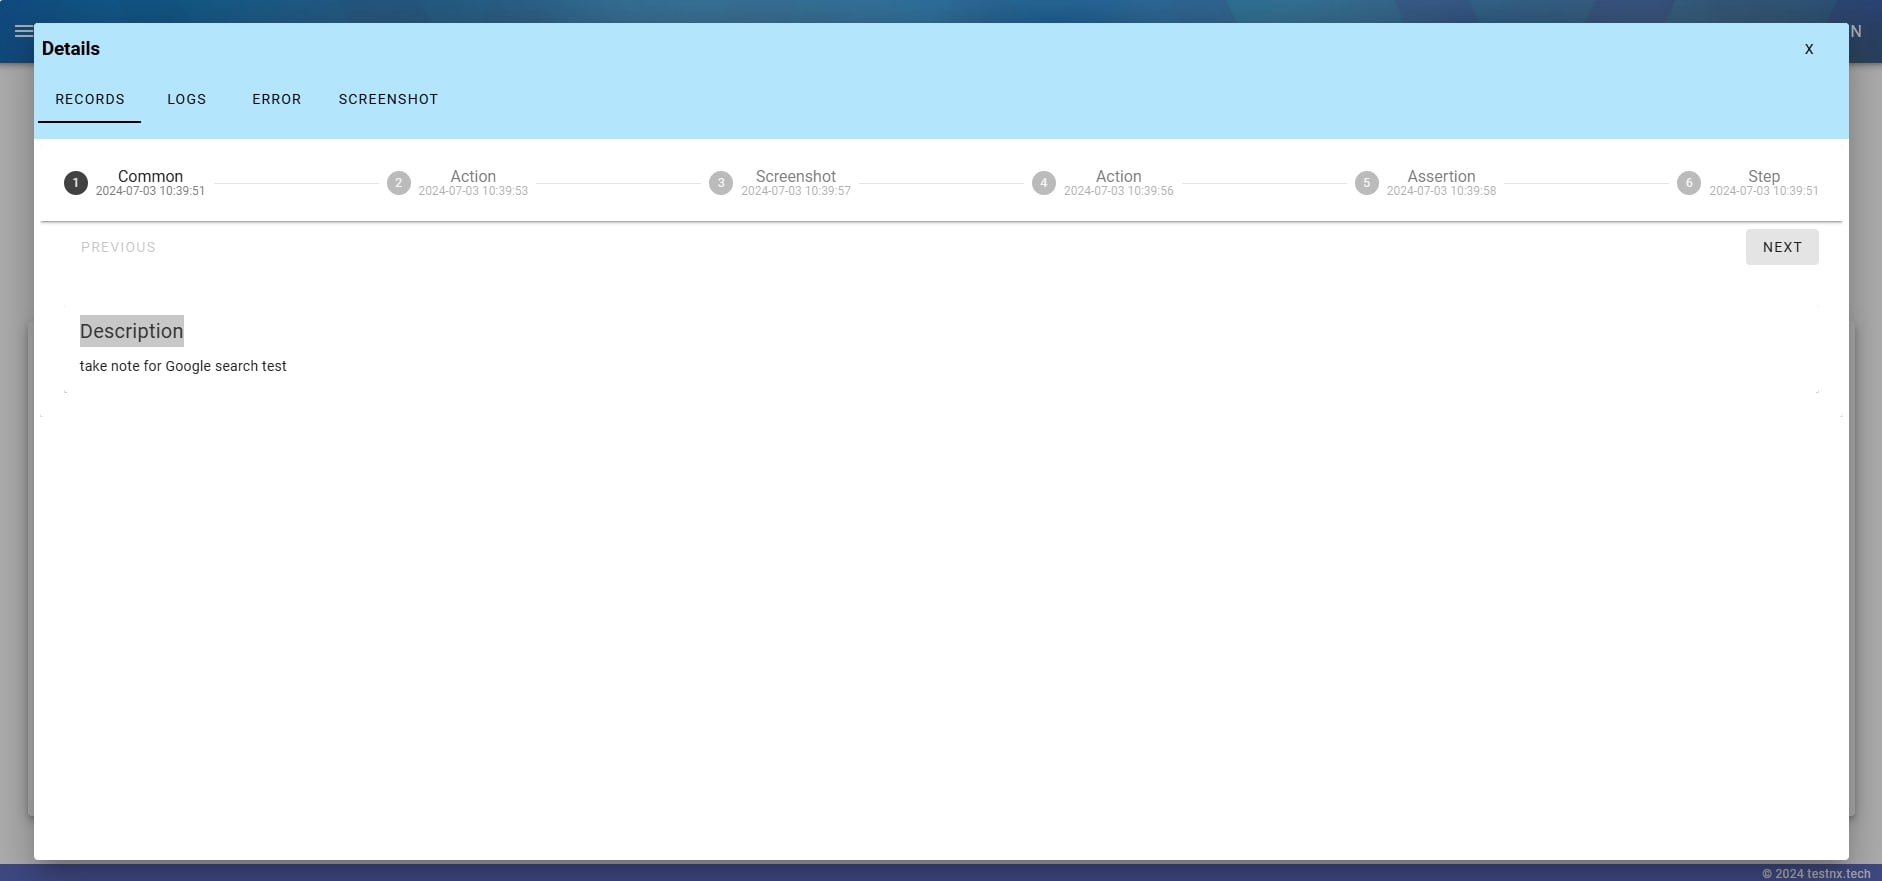 N
Details
X
RECORDS LOGS ERROR SCREENSHOT
1 Common 2 Action 3 Screenshot 4 Action 5 Assertion 6 Step
2024-07-03 10:39:51 2024-07-03 10:39:53 2024-07-03 10:39:57 2024-07-03 10:39:56 2024-07-03 10:39:58 2024-07-03 10:39:51
PREVIOUS NEXT
Description
take note for Google search test
© 2024 testnx.tech